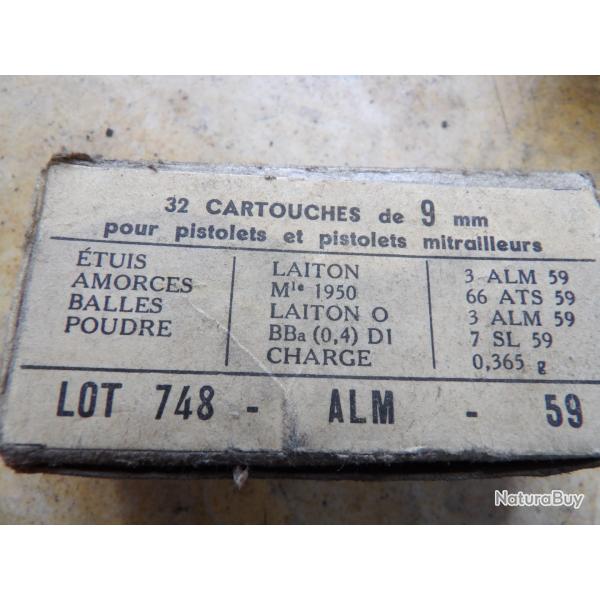 32 CARTOUCHES de 9 mm
pour pistolets et pistolets mitrailleurs
ÉTUIS LAITON 3 ALM 59
AMORCES Mle 1950 66 ATS 59
BALLES LAITON O 3 ALM 59
POUDRE BBa (0,4) D1 7 SL 59
CHARGE 0,365 g
LOT 748 - ALM - 59
NaturaBuy